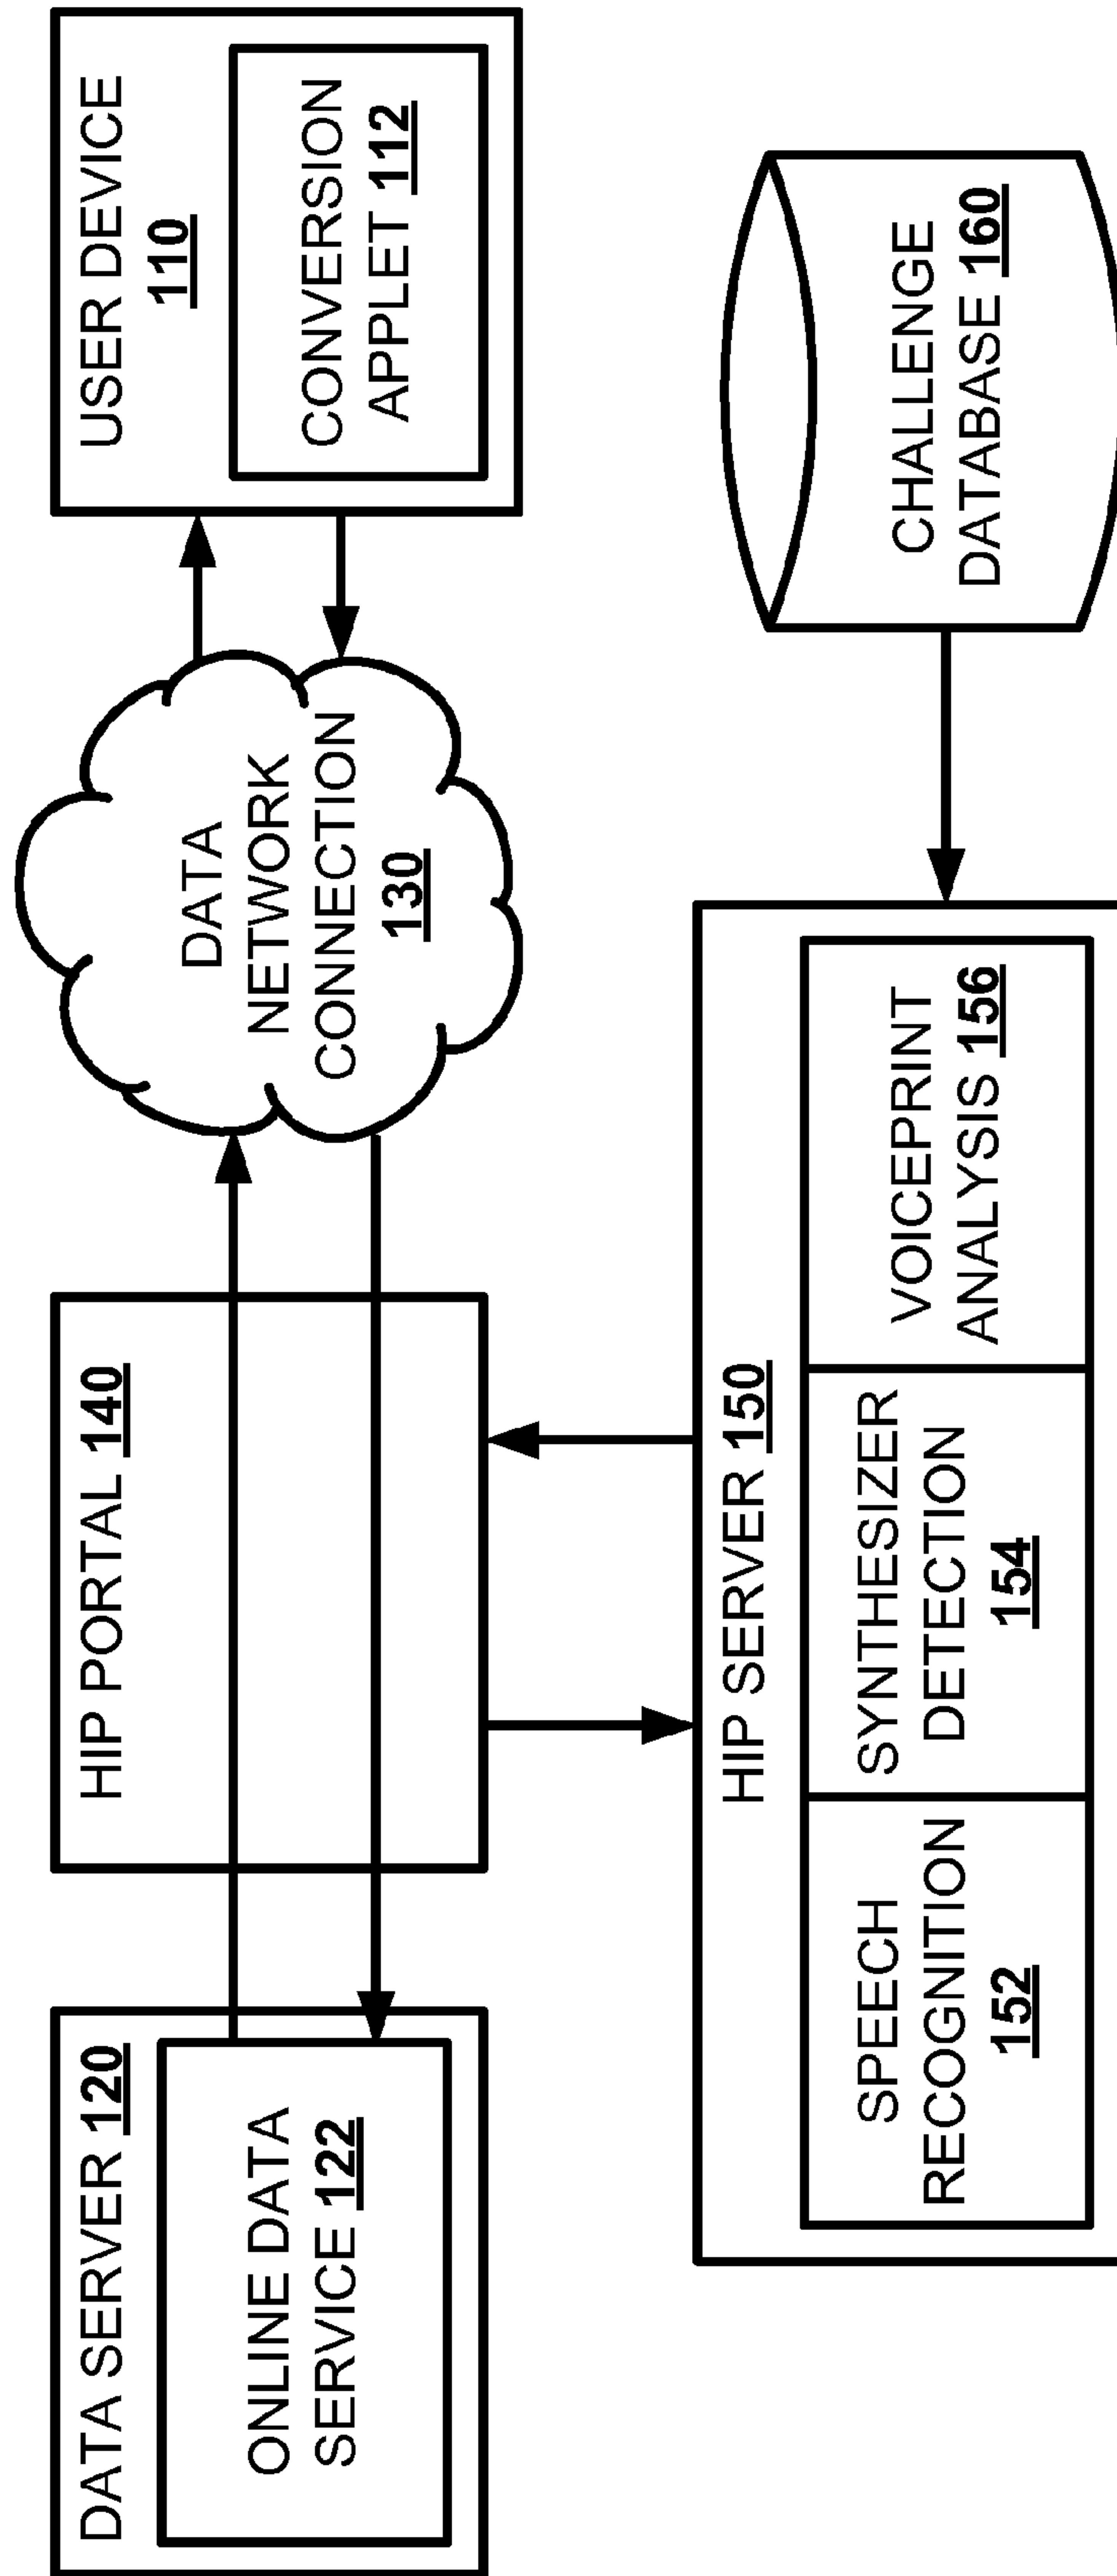 DATA SERVER 120
ONLINE DATA
SERVICE 122
HIP PORTAL 140
DATA
NETWORK
CONNECTION
130
USER DEVICE
110
CONVERSION
APPLET 112
HIP SERVER 150
SPEECH
RECOGNITION
152
SYNTHESIZER
DETECTION
154
VOICEPRINT
ANALYSIS 156
CHALLENGE
DATABASE 160